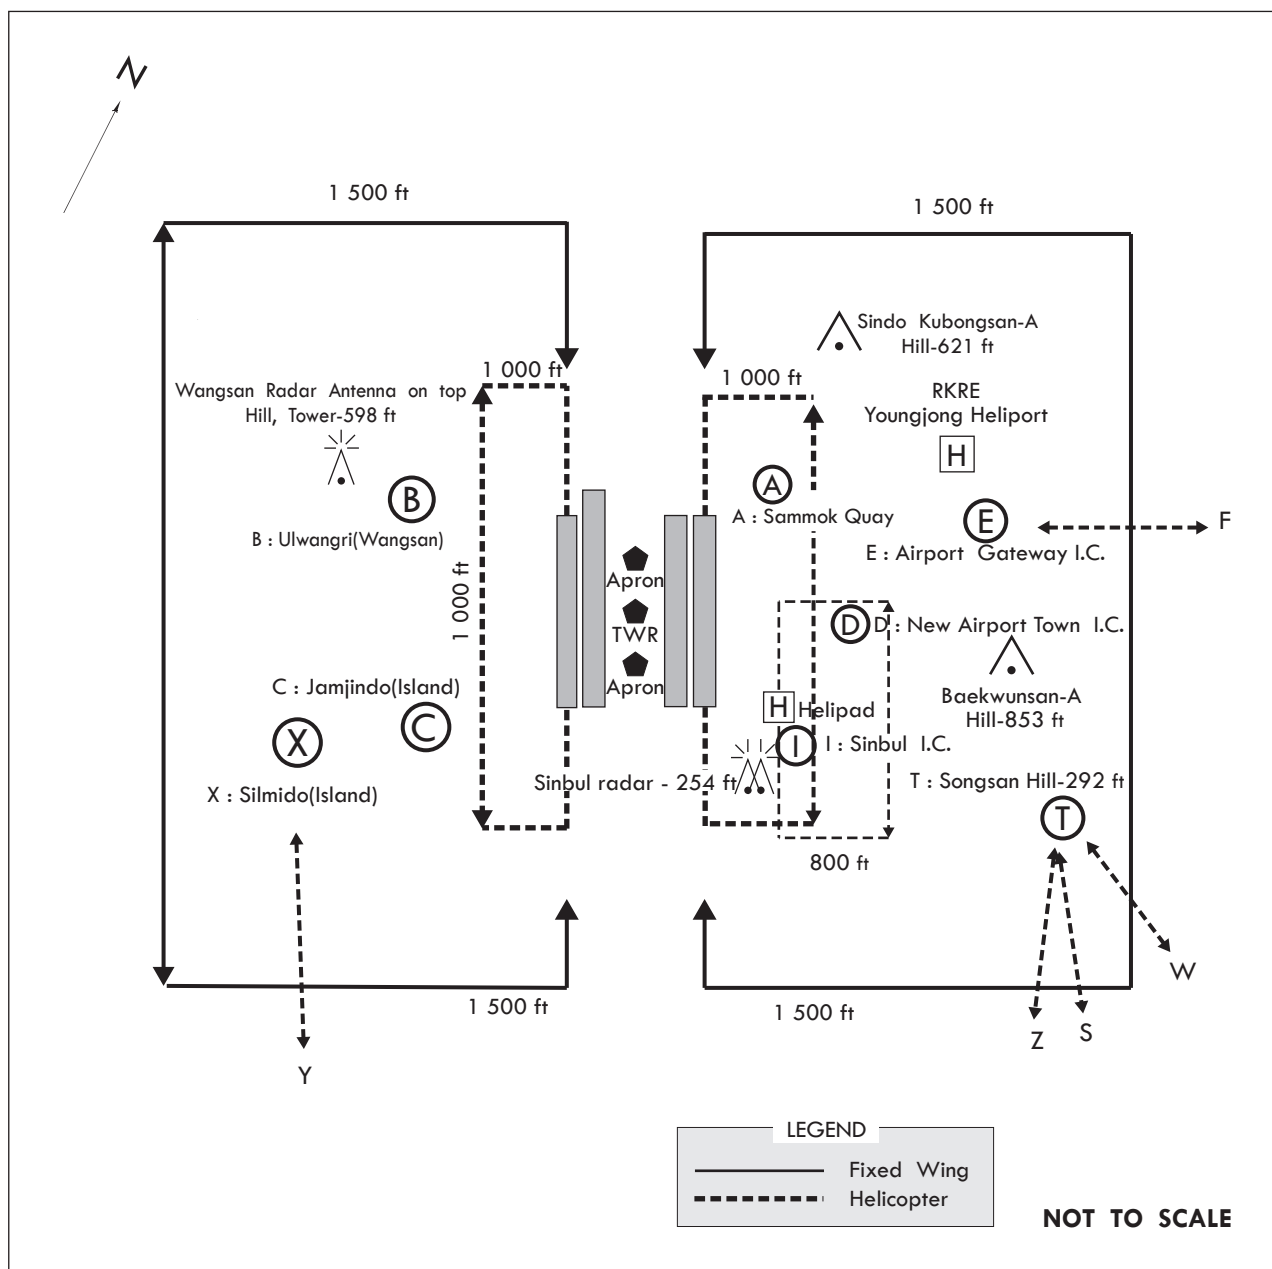 N
1 500 ft
1 500 ft
Sindo Kubongsan-A
Hill-621 ft
1 000 ft
1 000 ft
Wangsan Radar Antenna on top
Hill, Tower-598 ft
RKRE
Youngjong Heliport
H
B
A
A : Sammok Quay
E
F
B : Ulwangri(Wangsan)
E : Airport Gateway I.C.
1 000 ft
Apron
TWR
Apron
D
D : New Airport Town I.C.
C : Jamjindo(Island)
C
X
X : Silmido(Island)
H
Helipad
Baekwunsan-A
Hill-853 ft
I
I : Sinbul I.C.
Sinbul radar - 254 ft
T : Songsan Hill-292 ft
T
800 ft
W
1 500 ft
1 500 ft
Z
S
Y
LEGEND
Fixed Wing
Helicopter
NOT TO SCALE